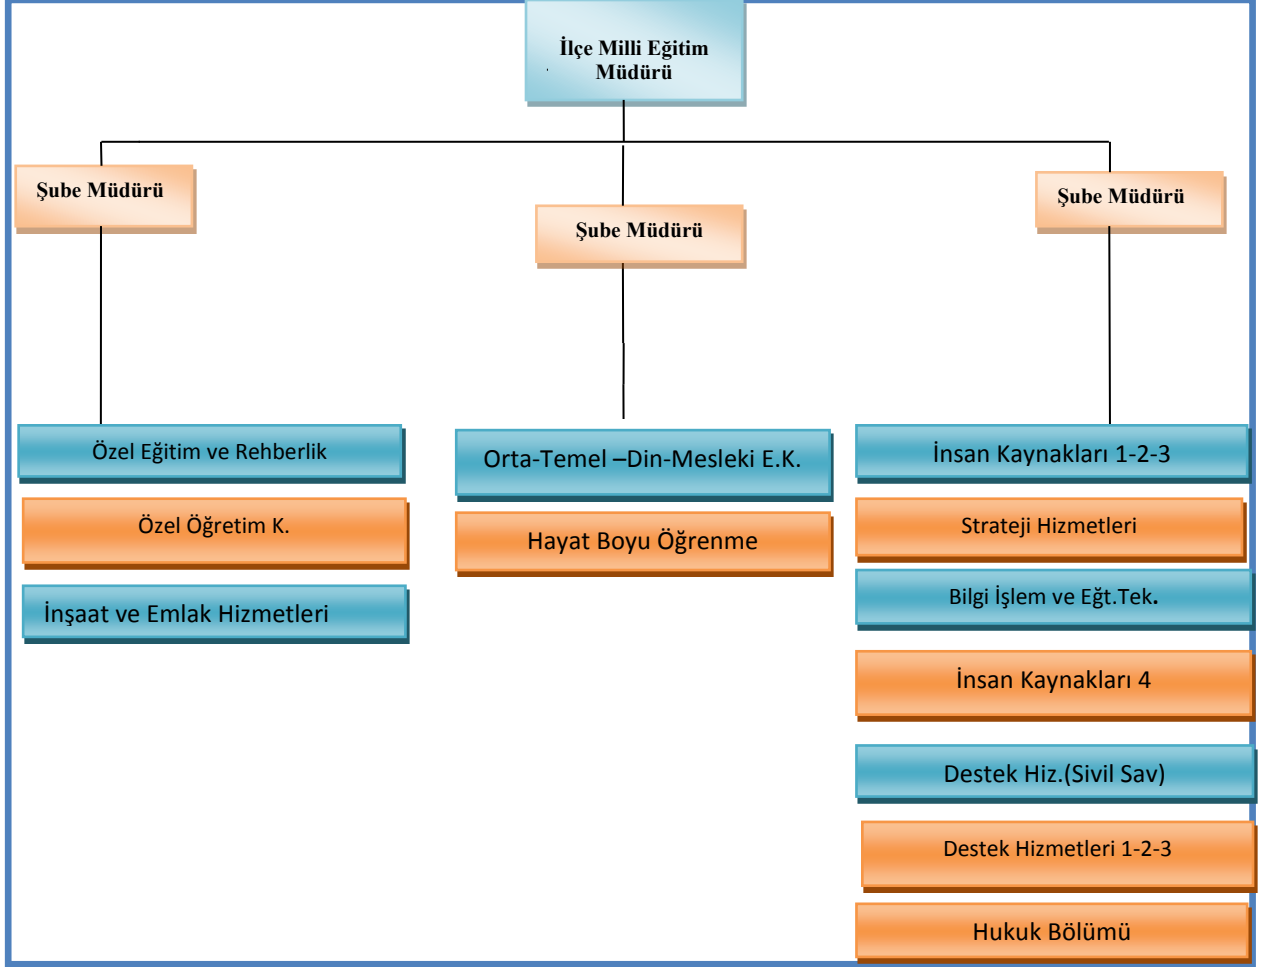 İlçe Milli Eğitim
Müdürü
Şube Müdürü
Şube Müdürü
Şube Müdürü
Özel Eğitim ve Rehberlik
Özel Öğretim K.
İnşaat ve Emlak Hizmetleri
Orta-Temel –Din-Mesleki E.K.
Hayat Boyu Öğrenme
İnsan Kaynakları 1-2-3
Strateji Hizmetleri
Bilgi İşlem ve Eğt.Tek.
İnsan Kaynakları 4
Destek Hiz.(Sivil Sav)
Destek Hizmetleri 1-2-3
Hukuk Bölümü